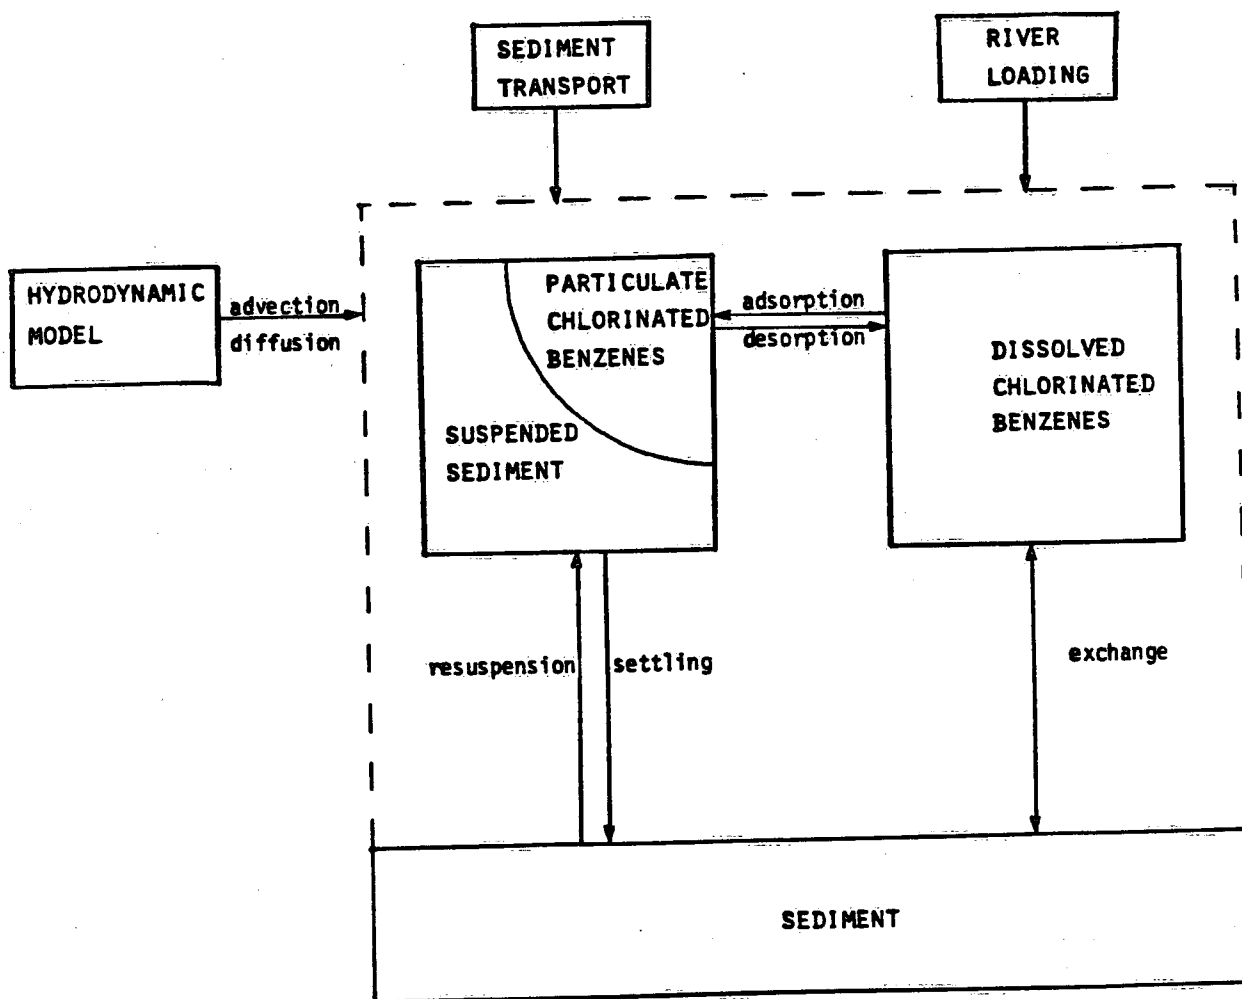 SEDIMENT
TRANSPORT
RIVER
LOADING
HYDRODYNAMIC
MODEL
advection
diffusion
PARTICULATE
CHLORINATED
BENZENES
SUSPENDED
SEDIMENT
adsorption
desorption
DISSOLVED
CHLORINATED
BENZENES
resuspension
settling
exchange
SEDIMENT